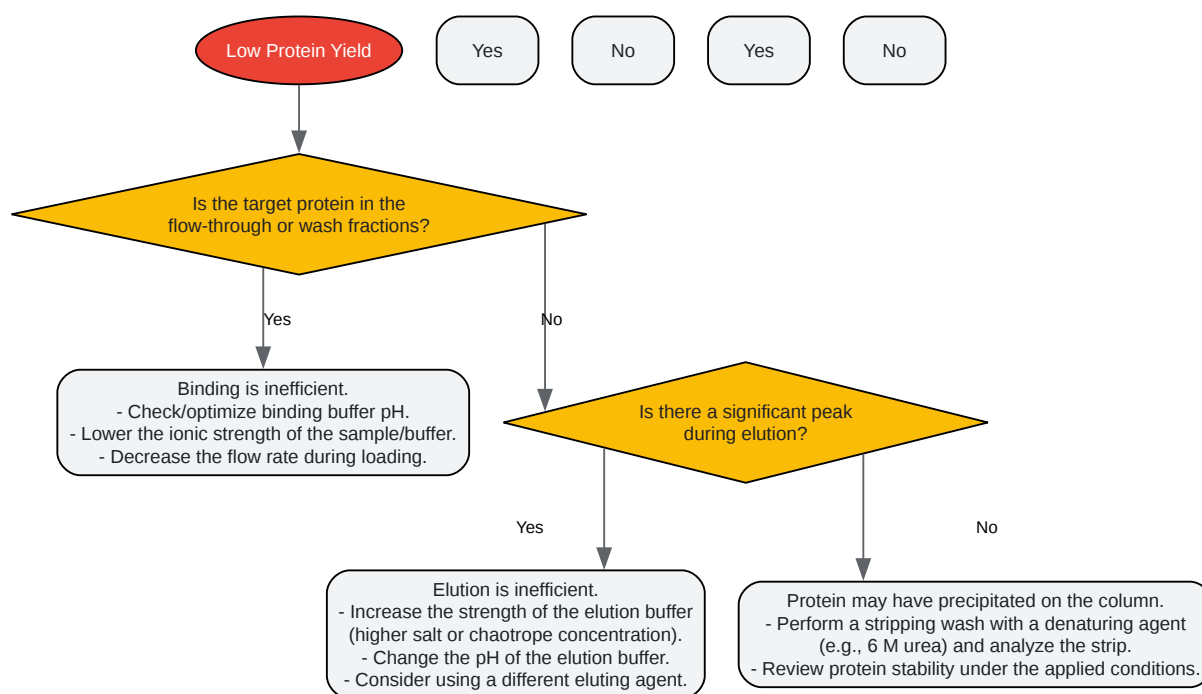 Low Protein Yield
Yes
No
Yes
No
Is the target protein in the
flow-through or wash fractions?
Yes
No
Binding is inefficient.
- Check/optimize binding buffer pH.
- Lower the ionic strength of the sample/buffer.
- Decrease the flow rate during loading.
Is there a significant peak
during elution?
Yes
No
Elution is inefficient.
- Increase the strength of the elution buffer
(higher salt or chaotrope concentration).
- Change the pH of the elution buffer.
- Consider using a different eluting agent.
Protein may have precipitated on the column.
- Perform a stripping wash with a denaturing agent
(e.g., 6 M urea) and analyze the strip.
- Review protein stability under the applied conditions.